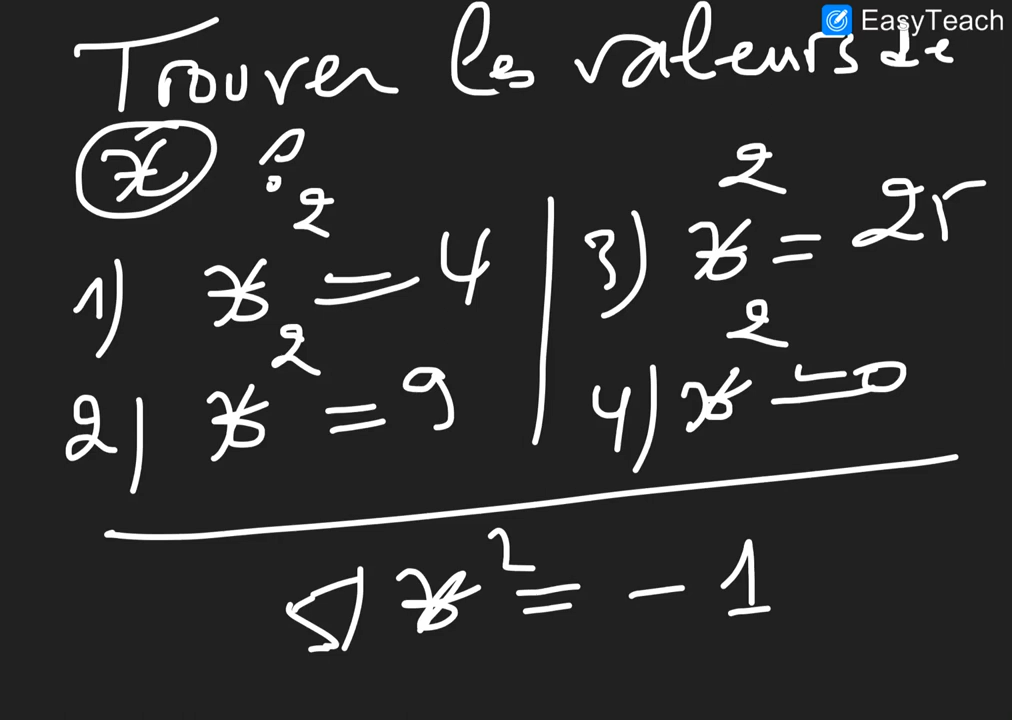 EasyTeach
Trouver les valeurs de
x ?
1) x² = 4
2) x² = 9
3) x² = 25
4) x² = 0
5) x² = - 1